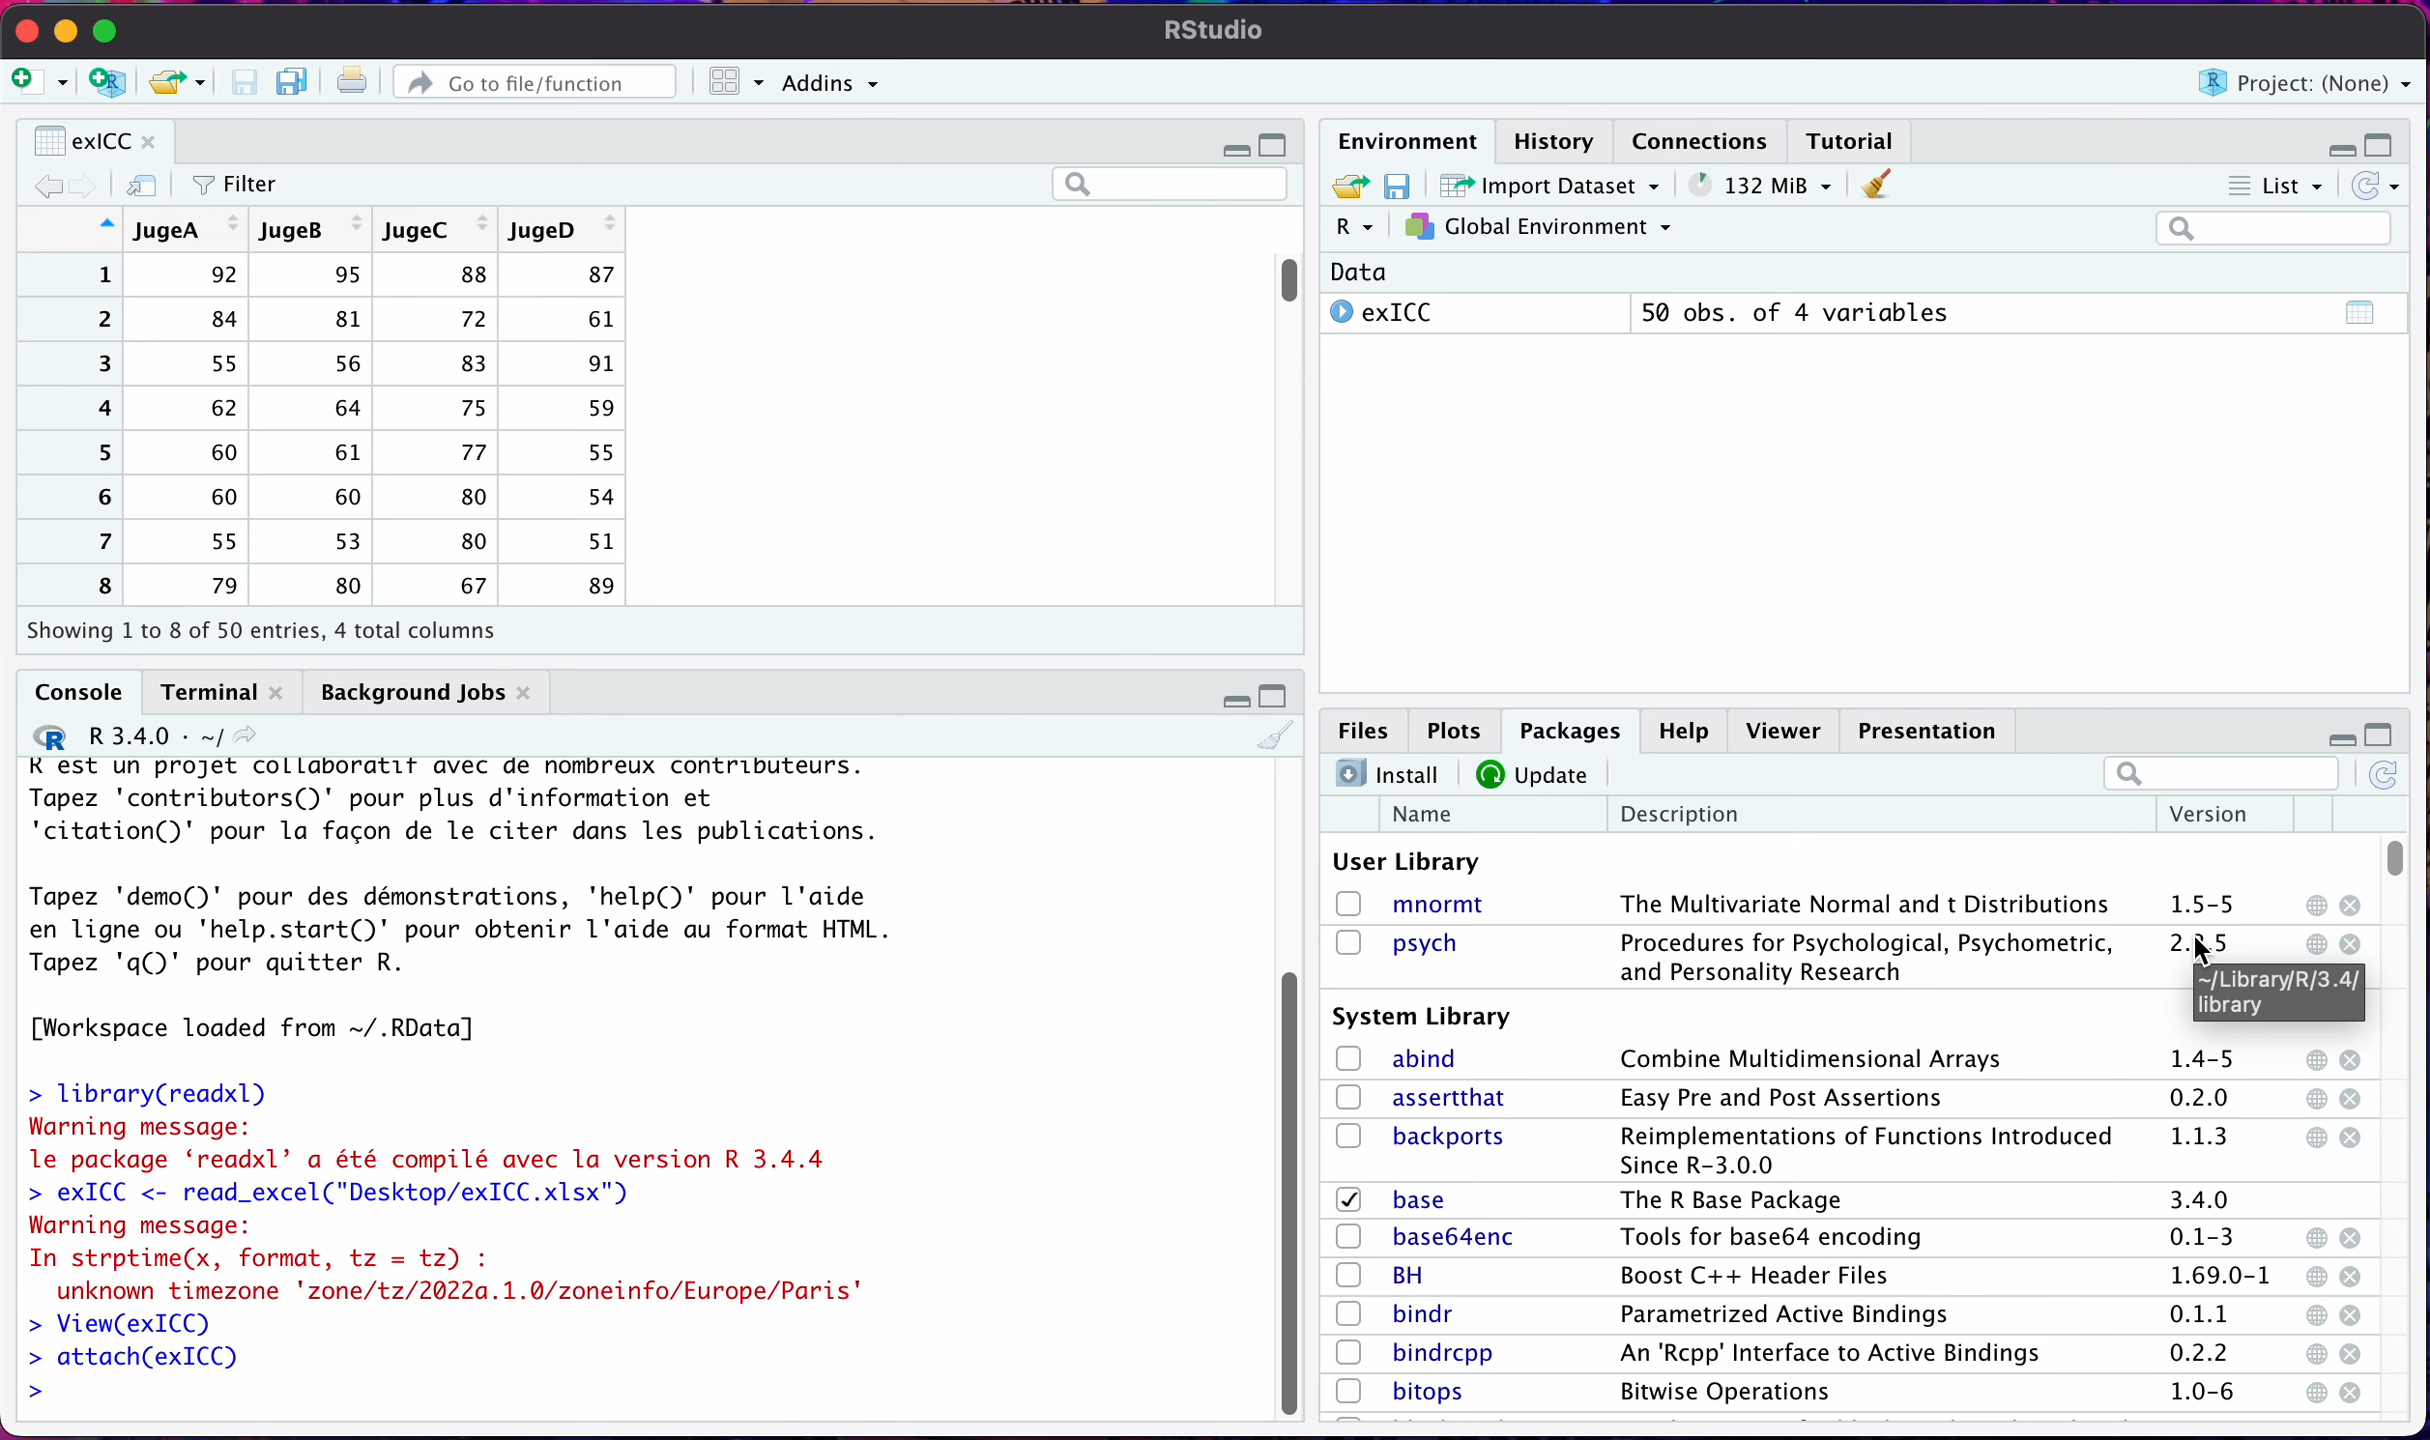 RStudio
Go to file/function
Addins
Project: (None)
exICC
Filter
JugeA JugeB JugeC JugeD
1 92 95 88 87
2 84 81 72 61
3 55 56 83 91
4 62 64 75 59
5 60 61 77 55
6 60 60 80 54
7 55 53 80 51
8 79 80 67 89
Showing 1 to 8 of 50 entries, 4 total columns
Console Terminal Background Jobs
R 3.4.0 · ~/
R est un projet collaboratif avec de nombreux contributeurs.
Tapez 'contributors()' pour plus d'information et
'citation()' pour la façon de le citer dans les publications.
Tapez 'demo()' pour des démonstrations, 'help()' pour l'aide
en ligne ou 'help.start()' pour obtenir l'aide au format HTML.
Tapez 'q()' pour quitter R.
[Workspace loaded from ~/.RData]
> library(readxl)
Warning message:
le package ‘readxl’ a été compilé avec la version R 3.4.4
> exICC <- read_excel("Desktop/exICC.xlsx")
Warning message:
In strptime(x, format, tz = tz) :
unknown timezone 'zone/tz/2022a.1.0/zoneinfo/Europe/Paris'
> View(exICC)
> attach(exICC)
>
Environment History Connections Tutorial
Import Dataset 132 MiB List
R Global Environment
Data
exICC 50 obs. of 4 variables
Files Plots Packages Help Viewer Presentation
Install Update
Name Description Version
User Library
mnormt The Multivariate Normal and t Distributions 1.5-5
psych Procedures for Psychological, Psychometric,
and Personality Research
~/Library/R/3.4/
library
System Library
abind Combine Multidimensional Arrays 1.4-5
assertthat Easy Pre and Post Assertions 0.2.0
backports Reimplementations of Functions Introduced 1.1.3
Since R-3.0.0
base The R Base Package 3.4.0
base64enc Tools for base64 encoding 0.1-3
BH Boost C++ Header Files 1.69.0-1
bindr Parametrized Active Bindings 0.1.1
bindrcpp An 'Rcpp' Interface to Active Bindings 0.2.2
bitops Bitwise Operations 1.0-6